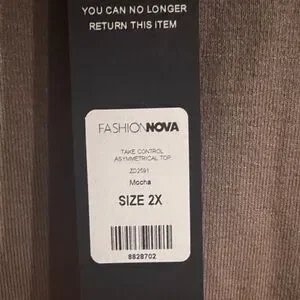 YOU CAN NO LONGER
RETURN THIS ITEM
FASHIONNOVA
TAKE CONTROL
ASYMMETRICAL TOP
ZD2591
Mocha
SIZE 2X
8828702